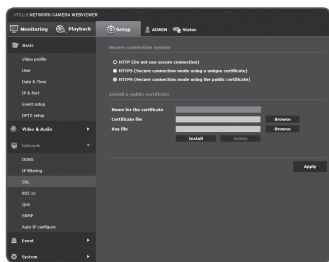 iPOLiS NETWORK CAMERA WEBVIEWER
Monitoring
Playback
Setup
ADMIN
Setup
Basic
Video profile
User
Date & Time
IP & Port
Event setup
OPTZ setup
Video & Audio
Network
DDNS
IP filtering
SSL
802.1x
QoS
SNMP
Auto IP configure
Event
System
Secure connection system
HTTP (Do not use secure connection)
HTTPS (Secure connection mode using a unique certificate)
HTTPS (Secure connection mode using the public certificate)
Install a public certificate
Name for the certificate
Certificate file
Browse
Key file
Browse
Install
Delete
Apply